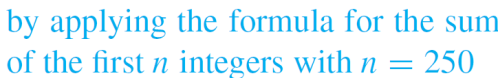 by applying the formula for the sum
of the first n integers with n = 250